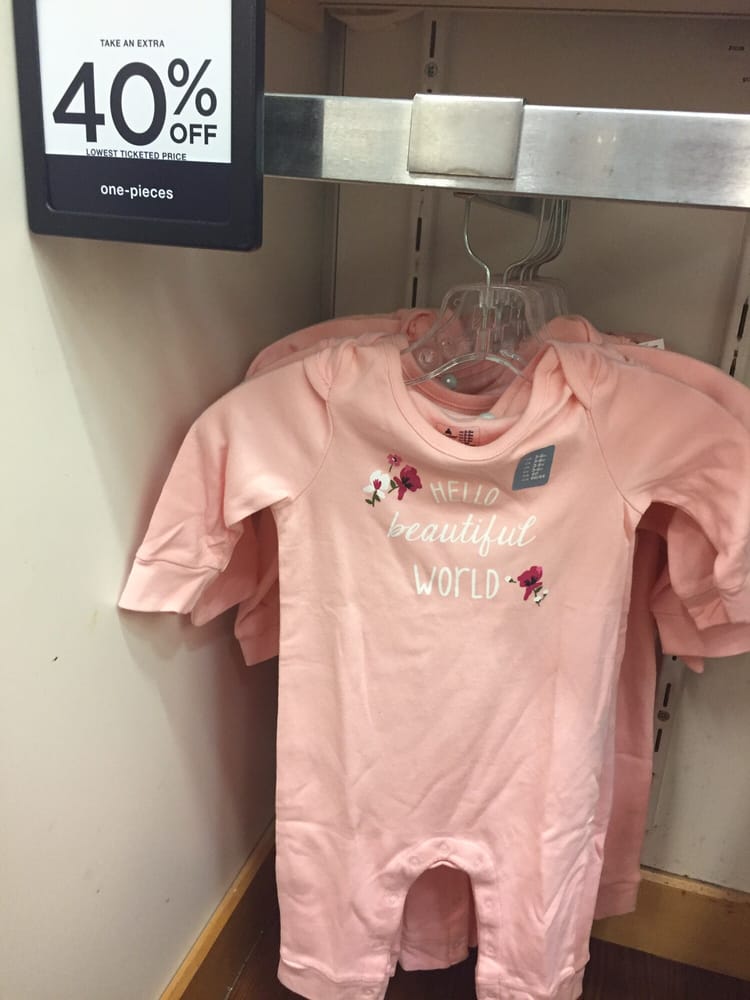 TAKE AN EXTRA
40% OFF
LOWEST TICKETED PRICE
one-pieces
HELLO
beautiful
WORLD